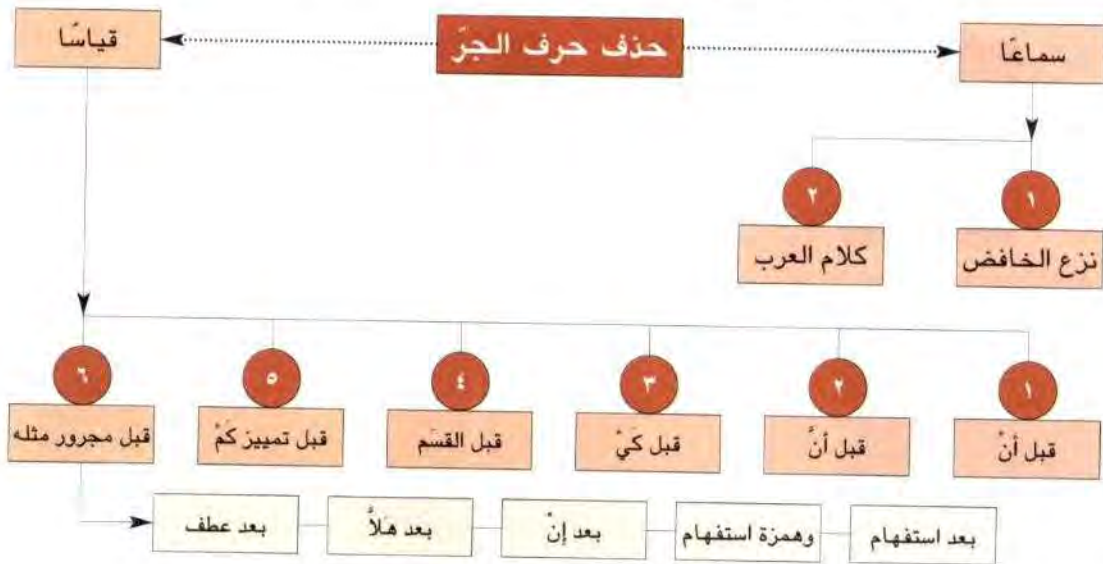 حذف حرف الجرّ
سماعًا
قياسًا
١
نزع الخافض
٢
كلام العرب
١
قبل أنْ
٢
قبل أنَّ
٣
قبل كَيْ
٤
قبل القسَم
٥
قبل تمييز كَمْ
٦
قبل مجرور مثله
بعد استفهام
وهمزة استفهام
بعد إنْ
بعد هَلاَّ
بعد عطف